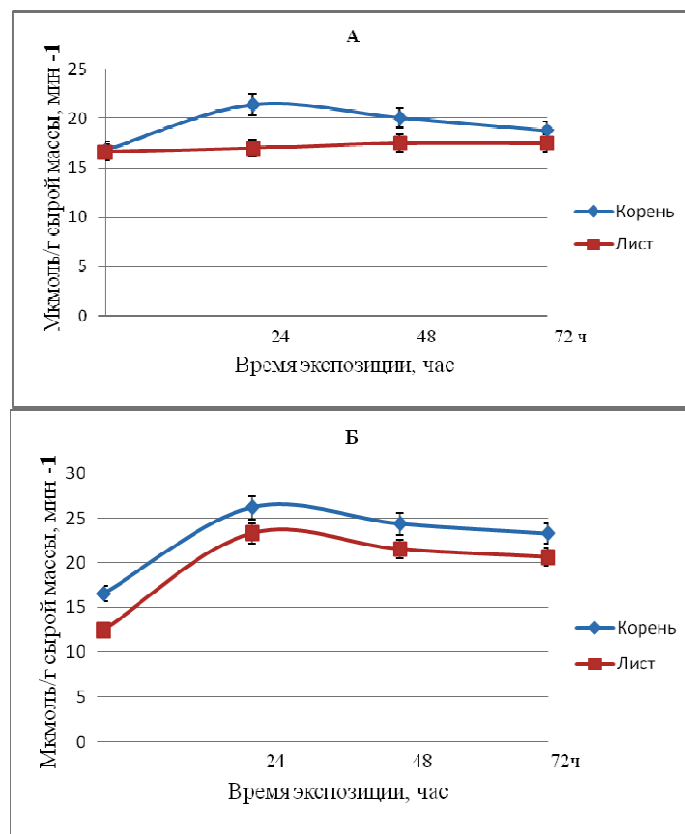 А
Мкмоль/г сырой массы, мин -1
25
20
15
10
5
0
24
48
72 ч
Время экспозиции, час
Корень
Лист
Б
Мкмоль/г сырой массы, мин -1
30
25
20
15
10
5
0
24
48
72ч
Время экспозиции, час
Корень
Лист